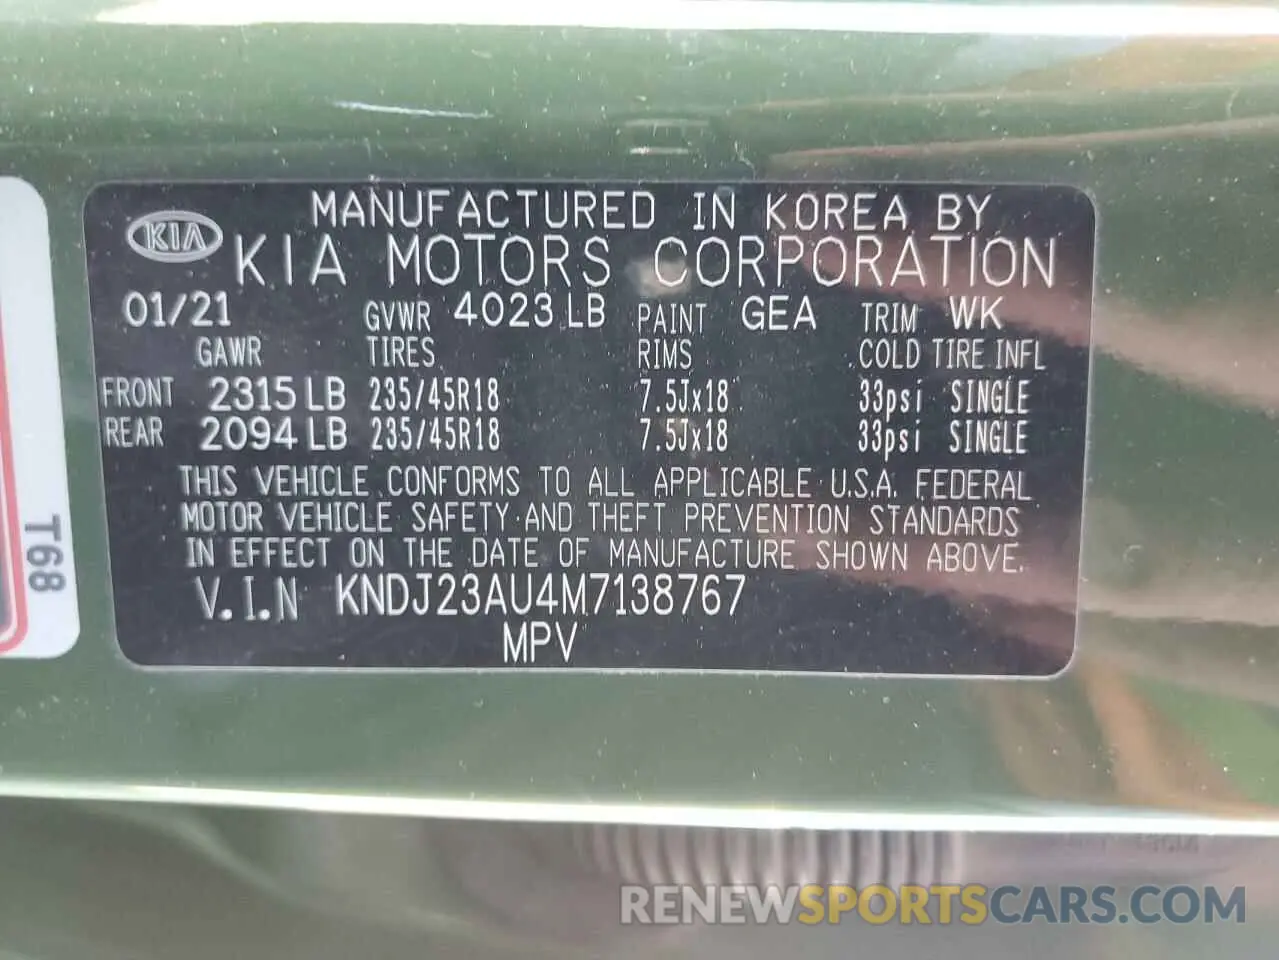 MANUFACTURED IN KOREA BY
KIA KIA MOTORS CORPORATION
01/21 GVWR 4023 LB PAINT GEA TRIM WK
GAWR TIRES RIMS COLD TIRE INFL
FRONT 2315 LB 235/45R18 7.5Jx18 33psi SINGLE
REAR 2094 LB 235/45R18 7.5Jx18 33psi SINGLE
THIS VEHICLE CONFORMS TO ALL APPLICABLE U.S.A. FEDERAL
MOTOR VEHICLE SAFETY AND THEFT PREVENTION STANDARDS
IN EFFECT ON THE DATE OF MANUFACTURE SHOWN ABOVE.
V.I.N KNDJ23AU4M7138767
MPV
T68
RENEWSPORTSCARS.COM